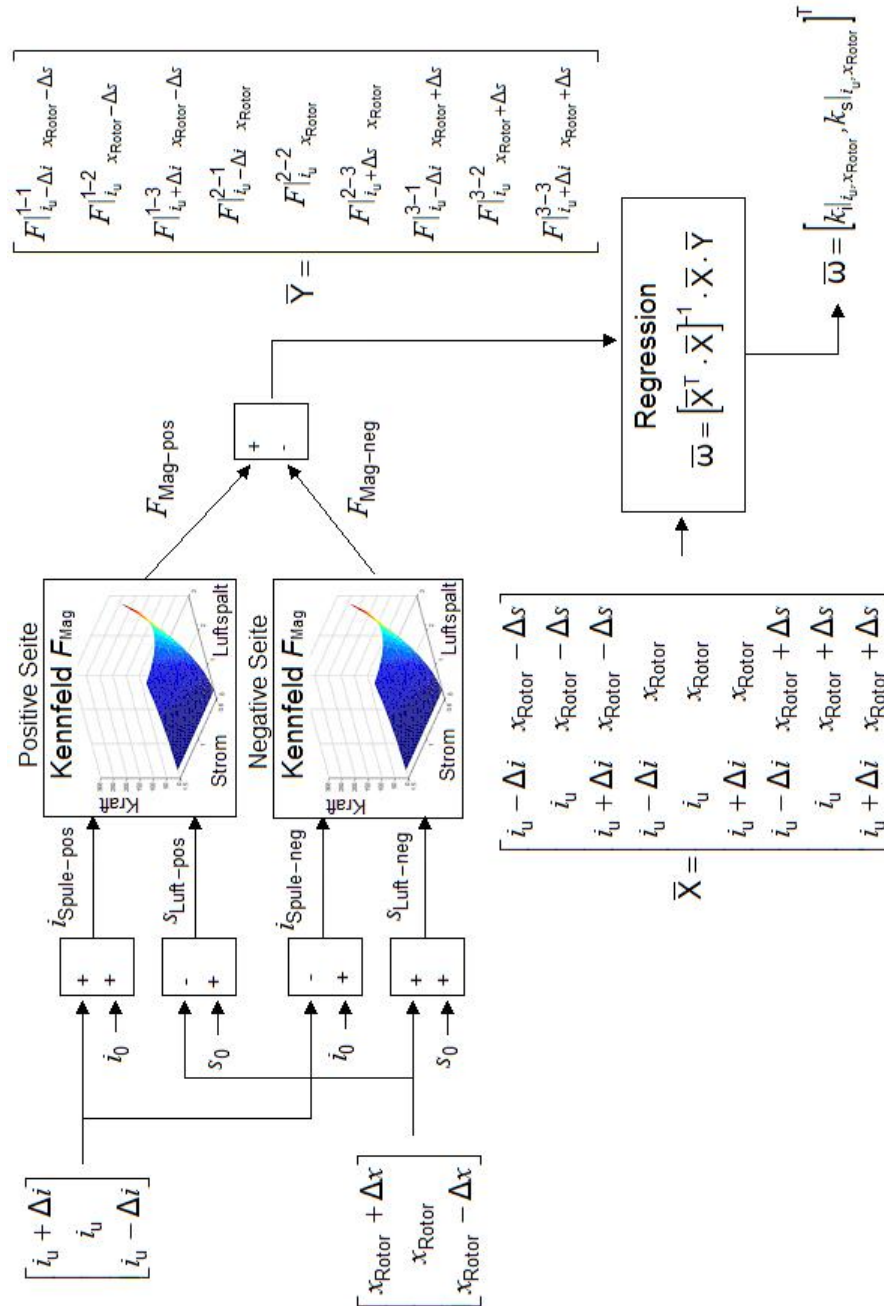 [i_u + Δi
i_u
i_u − Δi]
[x_Rotor + Δx
x_Rotor
x_Rotor − Δx]
+
+
i_0
-
+
s_0
-
+
i_0
+
+
s_0
i_Spule-pos
s_Luft-pos
i_Spule-neg
s_Luft-neg
Positive Seite
Kennfeld F_Mag
Kraft
Strom
Luftspalt
Negative Seite
Kennfeld F_Mag
Kraft
Strom
Luftspalt
F_Mag-pos
F_Mag-neg
+
-
Y̅ =
F|^1-1 i_u−Δi x_Rotor−Δs
F|^1-2 i_u x_Rotor−Δs
F|^1-3 i_u+Δi x_Rotor−Δs
F|^2-1 i_u−Δi x_Rotor
F|^2-2 i_u x_Rotor
F|^2-3 i_u+Δs x_Rotor
F|^3-1 i_u−Δi x_Rotor+Δs
F|^3-2 i_u x_Rotor+Δs
F|^3-3 i_u+Δi x_Rotor+Δs
X̅ =
i_u − Δi x_Rotor − Δs
i_u x_Rotor − Δs
i_u + Δi x_Rotor − Δs
i_u − Δi x_Rotor
i_u x_Rotor
i_u + Δi x_Rotor
i_u − Δi x_Rotor + Δs
i_u x_Rotor + Δs
i_u + Δi x_Rotor + Δs
Regression
ω̅ = [X̅^T · X̅]^-1 · X̅ · Y̅
ω̅ = [k_i|i_u, x_Rotor , k_s|i_u, x_Rotor]^T